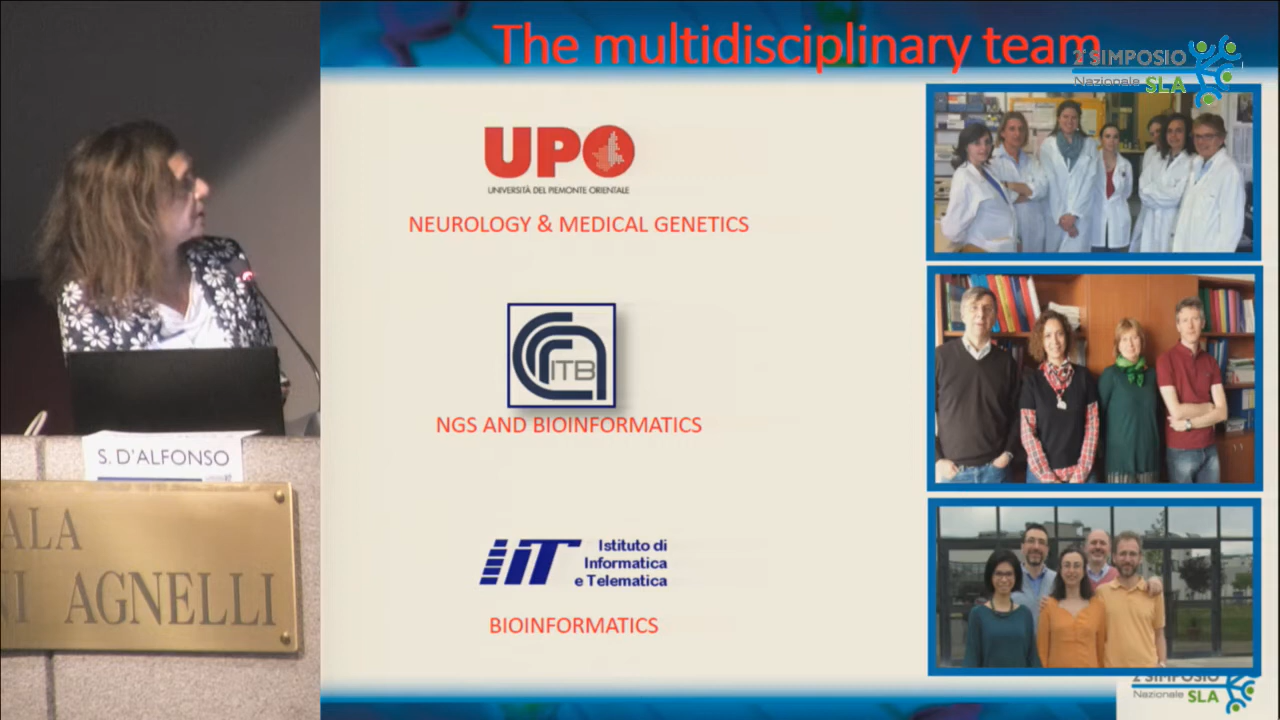 The multidisciplinary team
2° SIMPOSIO
Nazionale SLA
UPO
UNIVERSITÀ DEL PIEMONTE ORIENTALE
NEUROLOGY & MEDICAL GENETICS
ITB
NGS AND BIOINFORMATICS
IIT
Istituto di
Informatica
e Telematica
BIOINFORMATICS
S. D'ALFONSO
ALA
NI AGNELLI
2° SIMPOSIO
Nazionale SLA